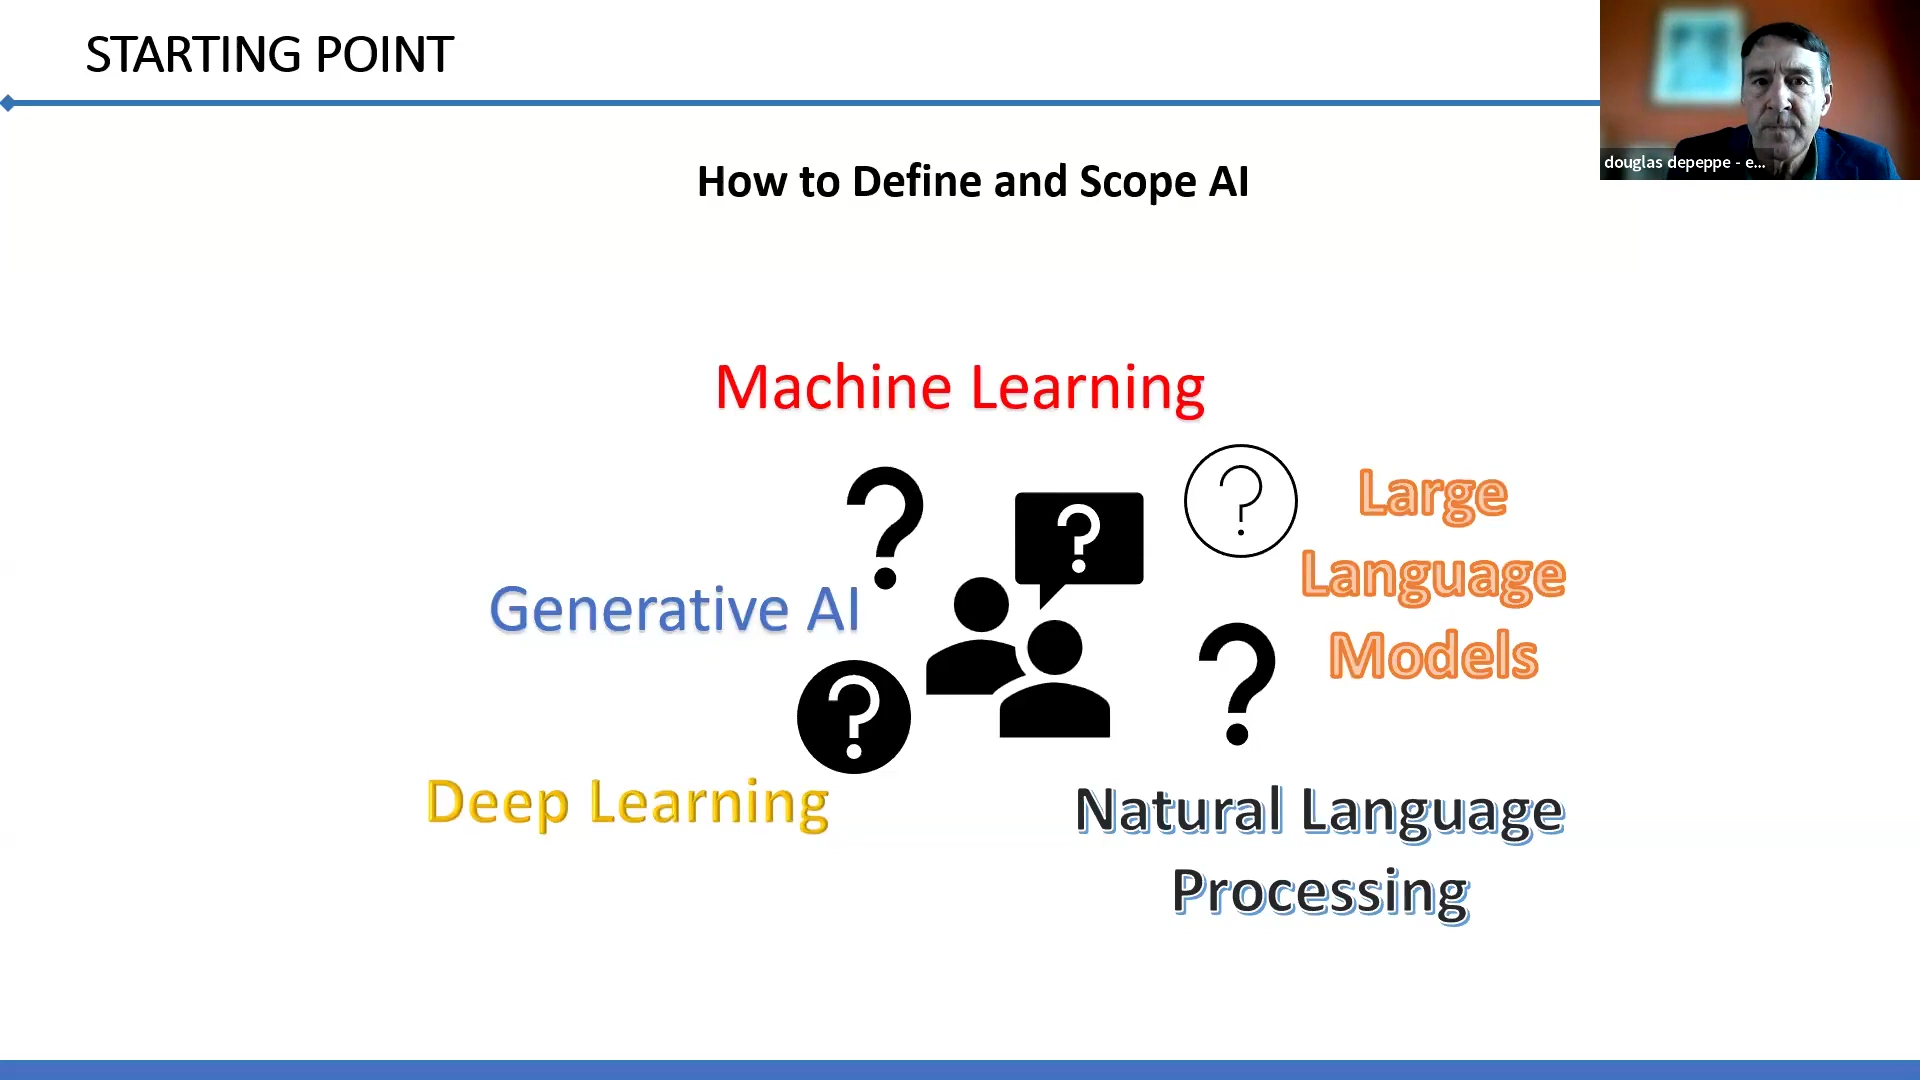 STARTING POINT
douglas depeppe - e...
How to Define and Scope AI
Machine Learning
?
?
?
Large
Language
Models
Generative AI
?
?
Deep Learning
Natural Language
Processing